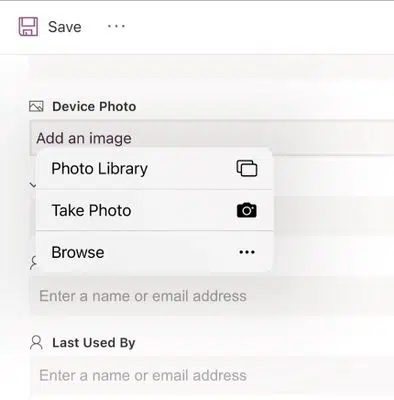 Save
Device Photo
Add an image
Photo Library
Take Photo
Browse
Enter a name or email address
Last Used By
Enter a name or email address